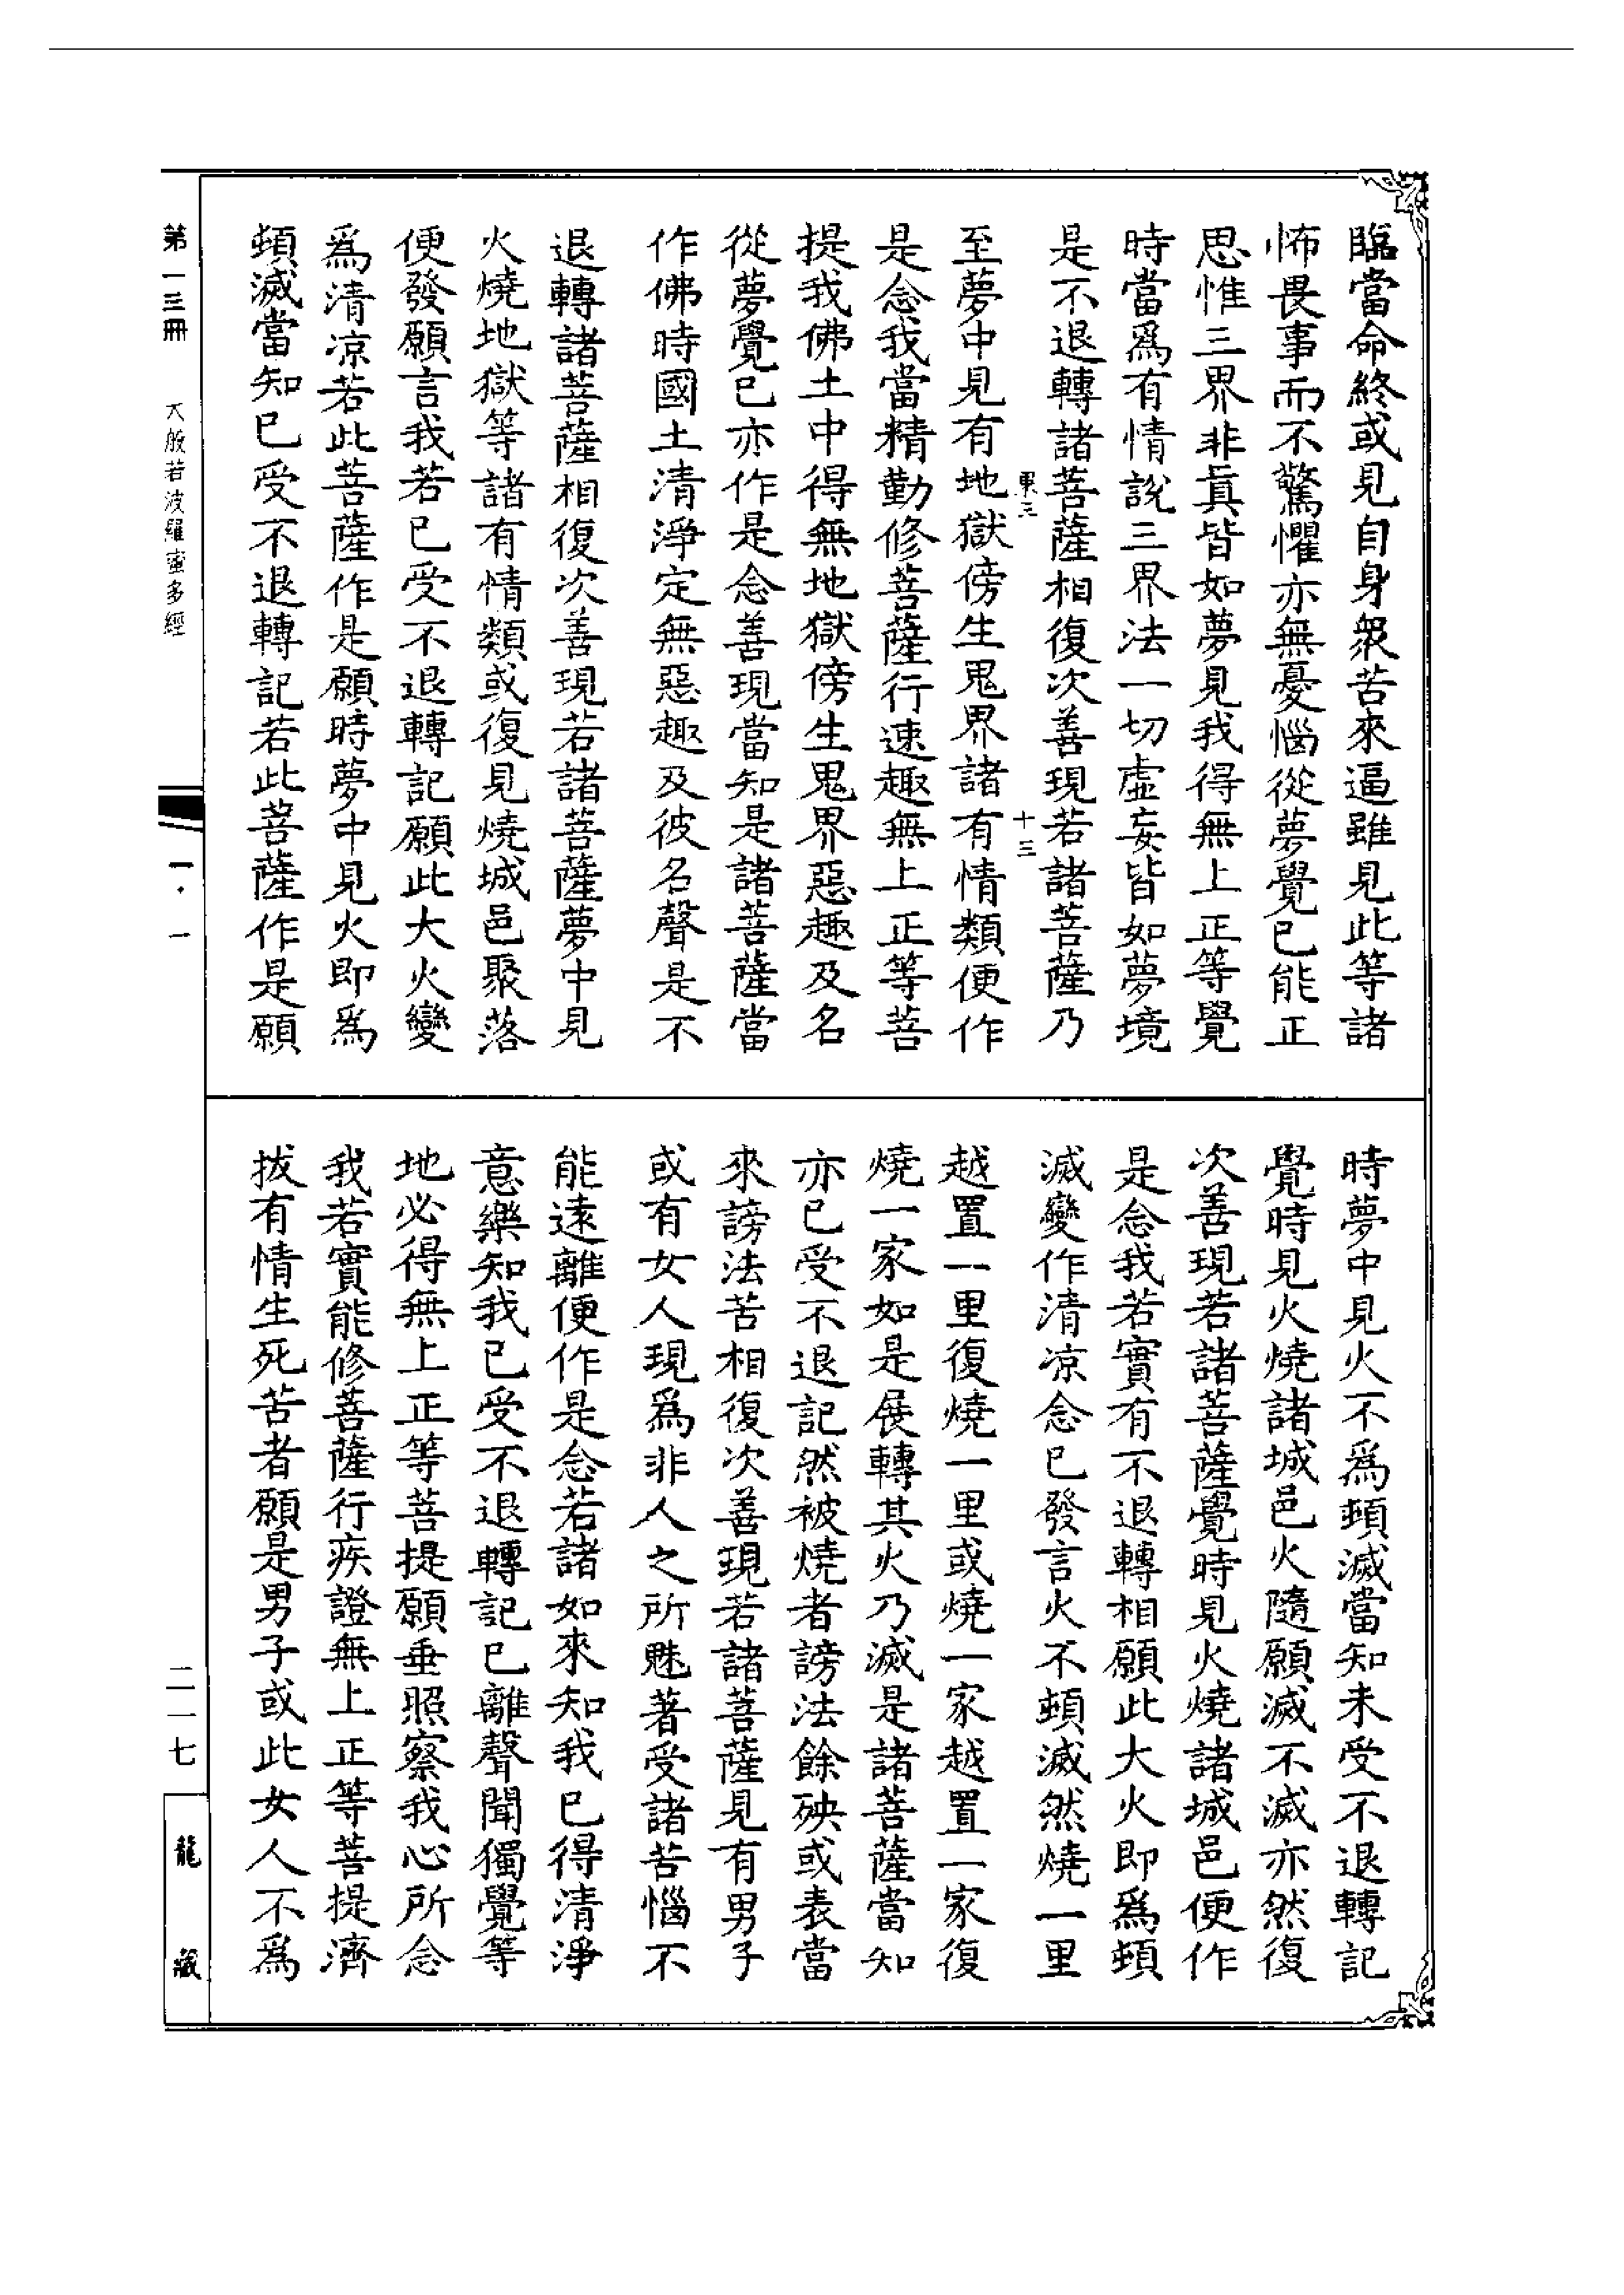 臨當命終或見自身衆苦來逼雖見此等諸
怖畏事而不驚懼亦無憂惱從夢覺已能正
思惟三界非眞皆如夢見我得無上正等覺
時當爲有情說三界法一切虛妄皆如夢境
是不退轉諸菩薩相復次善現若諸菩薩乃
十三
至夢中見有地獄傍生鬼界諸有情類便作
是念我當精勤修菩薩行速趣無上正等菩
提我佛土中得無地獄傍生鬼界惡趣及名
從夢覺已亦作是念善現當知是諸菩薩當
作佛時國土清淨定無惡趣及彼名聲是不
退轉諸菩薩相復次善現若諸菩薩夢中見
火燒地獄等諸有情類或復見燒城邑聚落
便發願言我若已受不退轉記願此大火變
爲清凉若此菩薩作是願時夢中見火即爲
頓滅當知已受不退轉記若此菩薩作是願
時夢中見火不爲頓滅當知未受不退轉記
覺時見火燒諸城邑火隨願滅不滅亦然復
次善現若諸菩薩覺時見火燒諸城邑便作
是念我若實有不退轉相願此大火即爲頓
滅變作清凉念已發言火不頓滅然燒一里
越置一里復燒一里或燒一家越置一家復
燒一家如是展轉其火乃滅是諸菩薩當知
亦已受不退記然被燒者謗法餘殃或表當
來謗法苦相復次善現若諸菩薩見有男子
或有女人現爲非人之所魅著受諸苦惱不
能遠離便作是念若諸如來知我已得清淨
意樂知我已受不退轉記已離聲聞獨覺等
地必得無上正等菩提願垂照察我心所念
我若實能修菩薩行疾證無上正等菩提濟
拔有情生死苦者願是男子或此女人不爲
第一三冊
大般若波羅蜜多經
一·一
二一七
龍藏